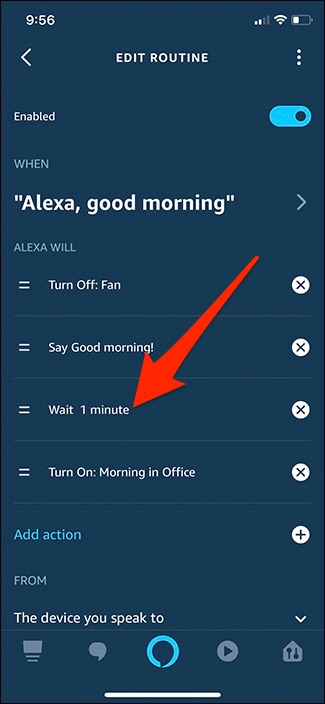 9:56
EDIT ROUTINE
Enabled
WHEN
"Alexa, good morning"
ALEXA WILL
Turn Off: Fan
Say Good morning!
Wait 1 minute
Turn On: Morning in Office
Add action
FROM
The device you speak to